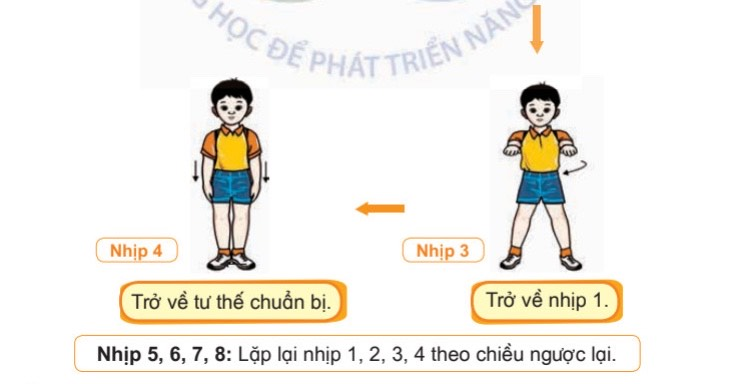 HỌC ĐỂ PHÁT TRIỂN NĂNG
Nhịp 4
Nhịp 3
Trở về tư thế chuẩn bị.
Trở về nhịp 1.
Nhịp 5, 6, 7, 8: Lặp lại nhịp 1, 2, 3, 4 theo chiều ngược lại.